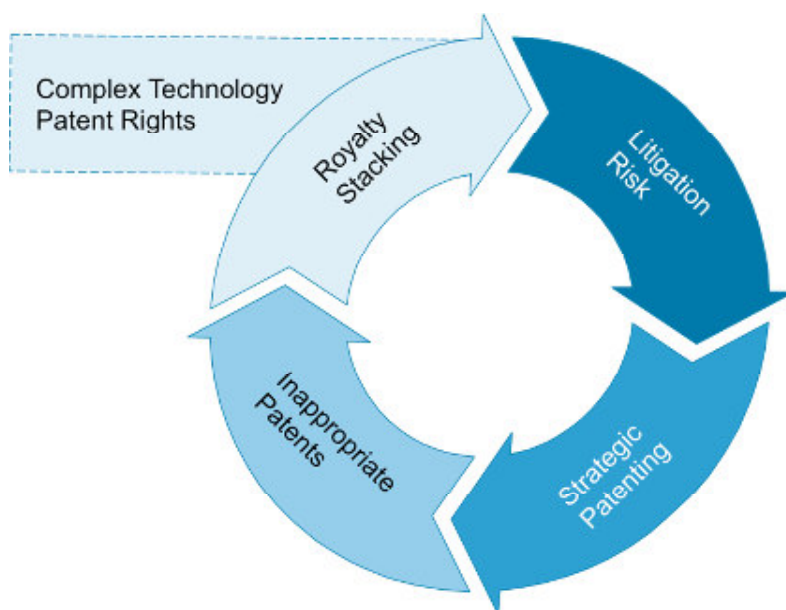 Complex Technology
Patent Rights
Royalty
Stacking
Litigation
Risk
Strategic
Patenting
Inappropriate
Patents